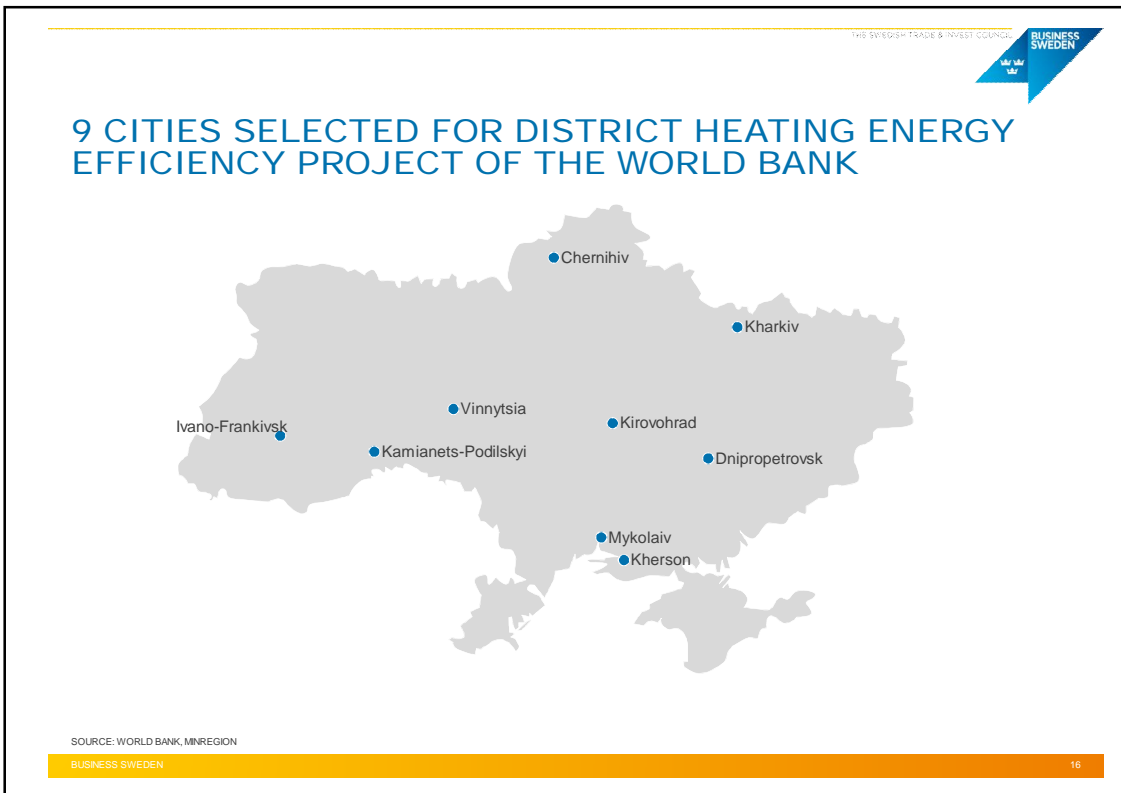 THE SWEDISH TRADE & INVEST COUNCIL
BUSINESS
SWEDEN
9 CITIES SELECTED FOR DISTRICT HEATING ENERGY
EFFICIENCY PROJECT OF THE WORLD BANK
Chernihiv
Kharkiv
Vinnytsia
Kirovohrad
Ivano-Frankivsk
Kamianets-Podilskyi
Dnipropetrovsk
Mykolaiv
Kherson
SOURCE: WORLD BANK, MINREGION
BUSINESS SWEDEN
16